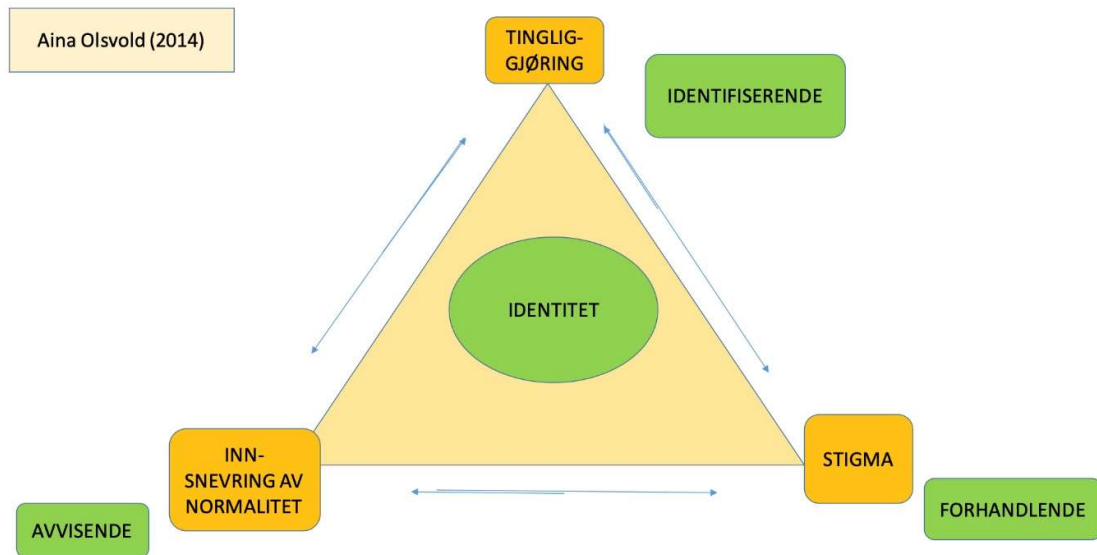 Aina Olsvold (2014)
TINGLIG-
GJØRING
IDENTIFISERENDE
IDENTITET
INN-
SNEVRING AV
NORMALITET
STIGMA
AVVISENDE
FORHANDLENDE